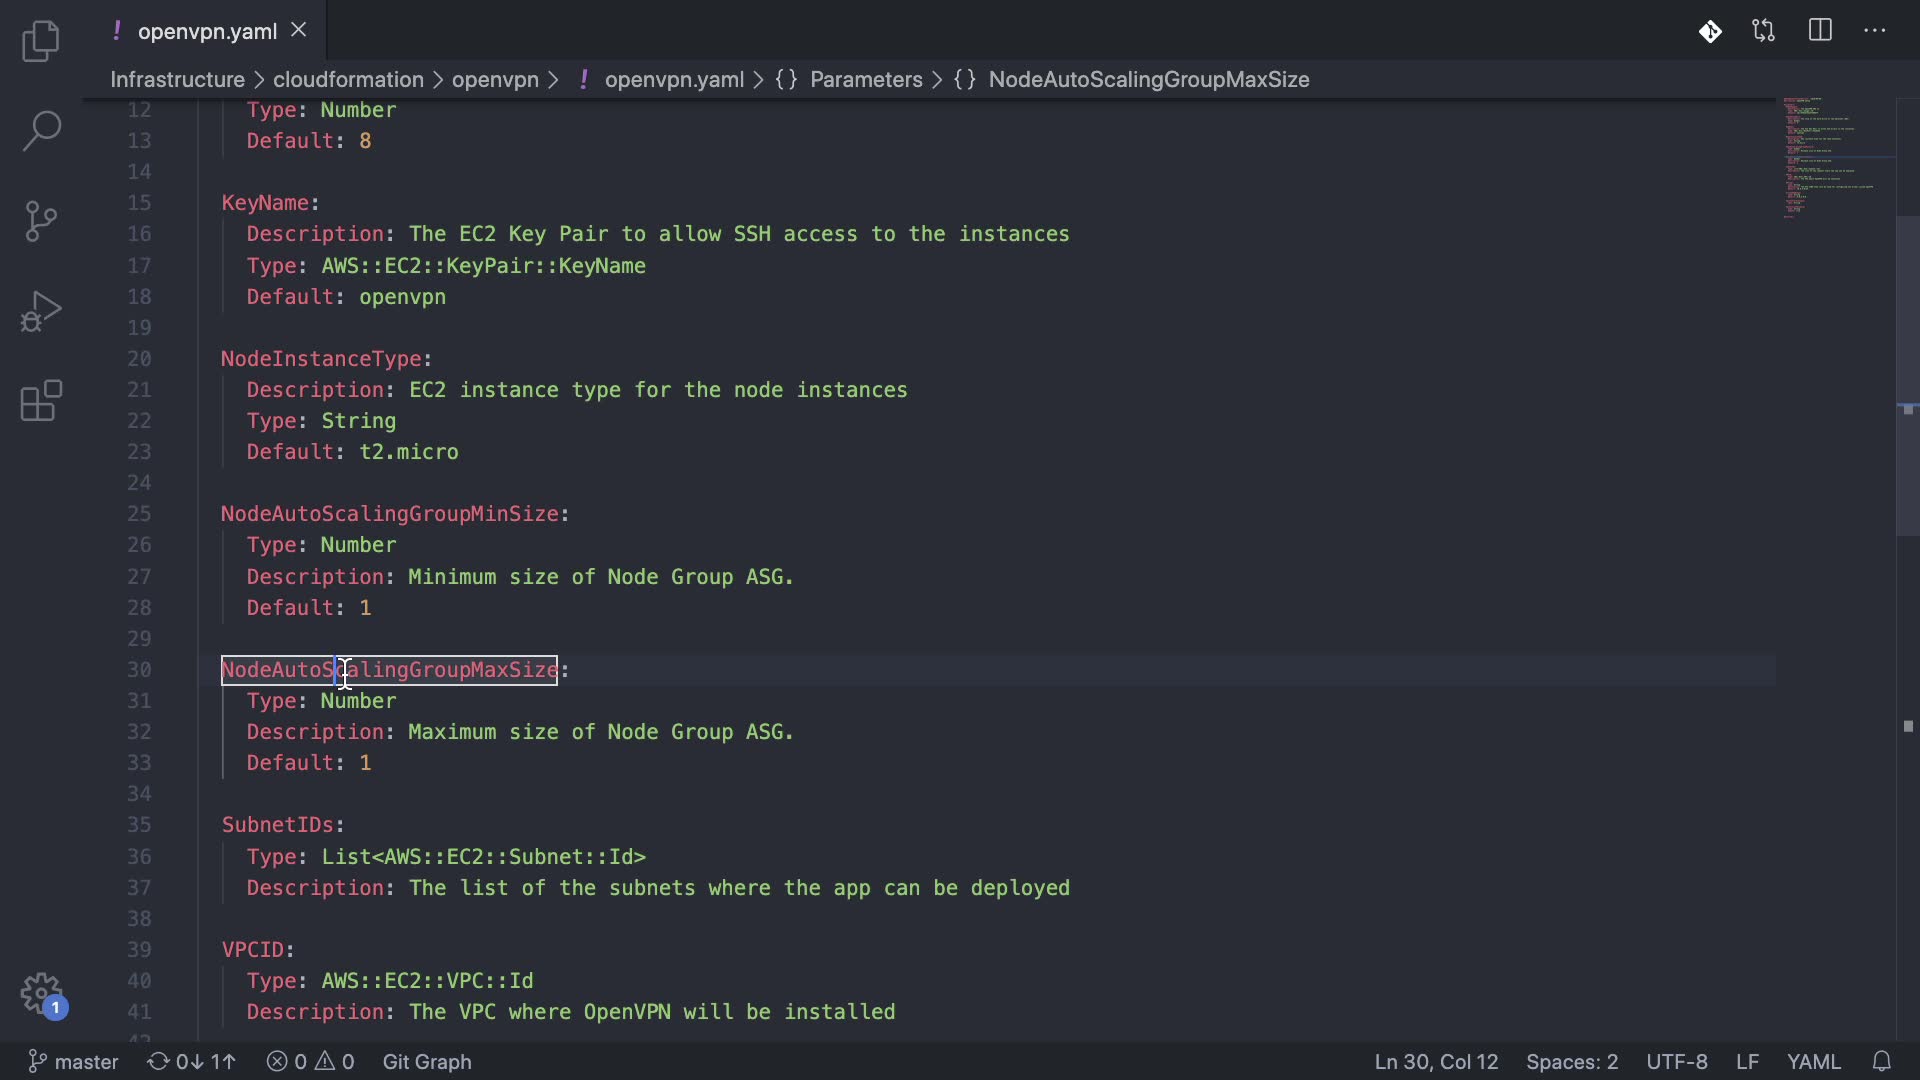 ! openvpn.yaml
Infrastructure > cloudformation > openvpn > ! openvpn.yaml > {} Parameters > {} NodeAutoScalingGroupMaxSize
12 Type: Number
13 Default: 8
14
15 KeyName:
16 Description: The EC2 Key Pair to allow SSH access to the instances
17 Type: AWS::EC2::KeyPair::KeyName
18 Default: openvpn
19
20 NodeInstanceType:
21 Description: EC2 instance type for the node instances
22 Type: String
23 Default: t2.micro
24
25 NodeAutoScalingGroupMinSize:
26 Type: Number
27 Description: Minimum size of Node Group ASG.
28 Default: 1
29
30 NodeAutoScalingGroupMaxSize:
31 Type: Number
32 Description: Maximum size of Node Group ASG.
33 Default: 1
34
35 SubnetIDs:
36 Type: List<AWS::EC2::Subnet::Id>
37 Description: The list of the subnets where the app can be deployed
38
39 VPCID:
40 Type: AWS::EC2::VPC::Id
41 Description: The VPC where OpenVPN will be installed
1
master 0↓ 1↑ 0 0 Git Graph Ln 30, Col 12 Spaces: 2 UTF-8 LF YAML